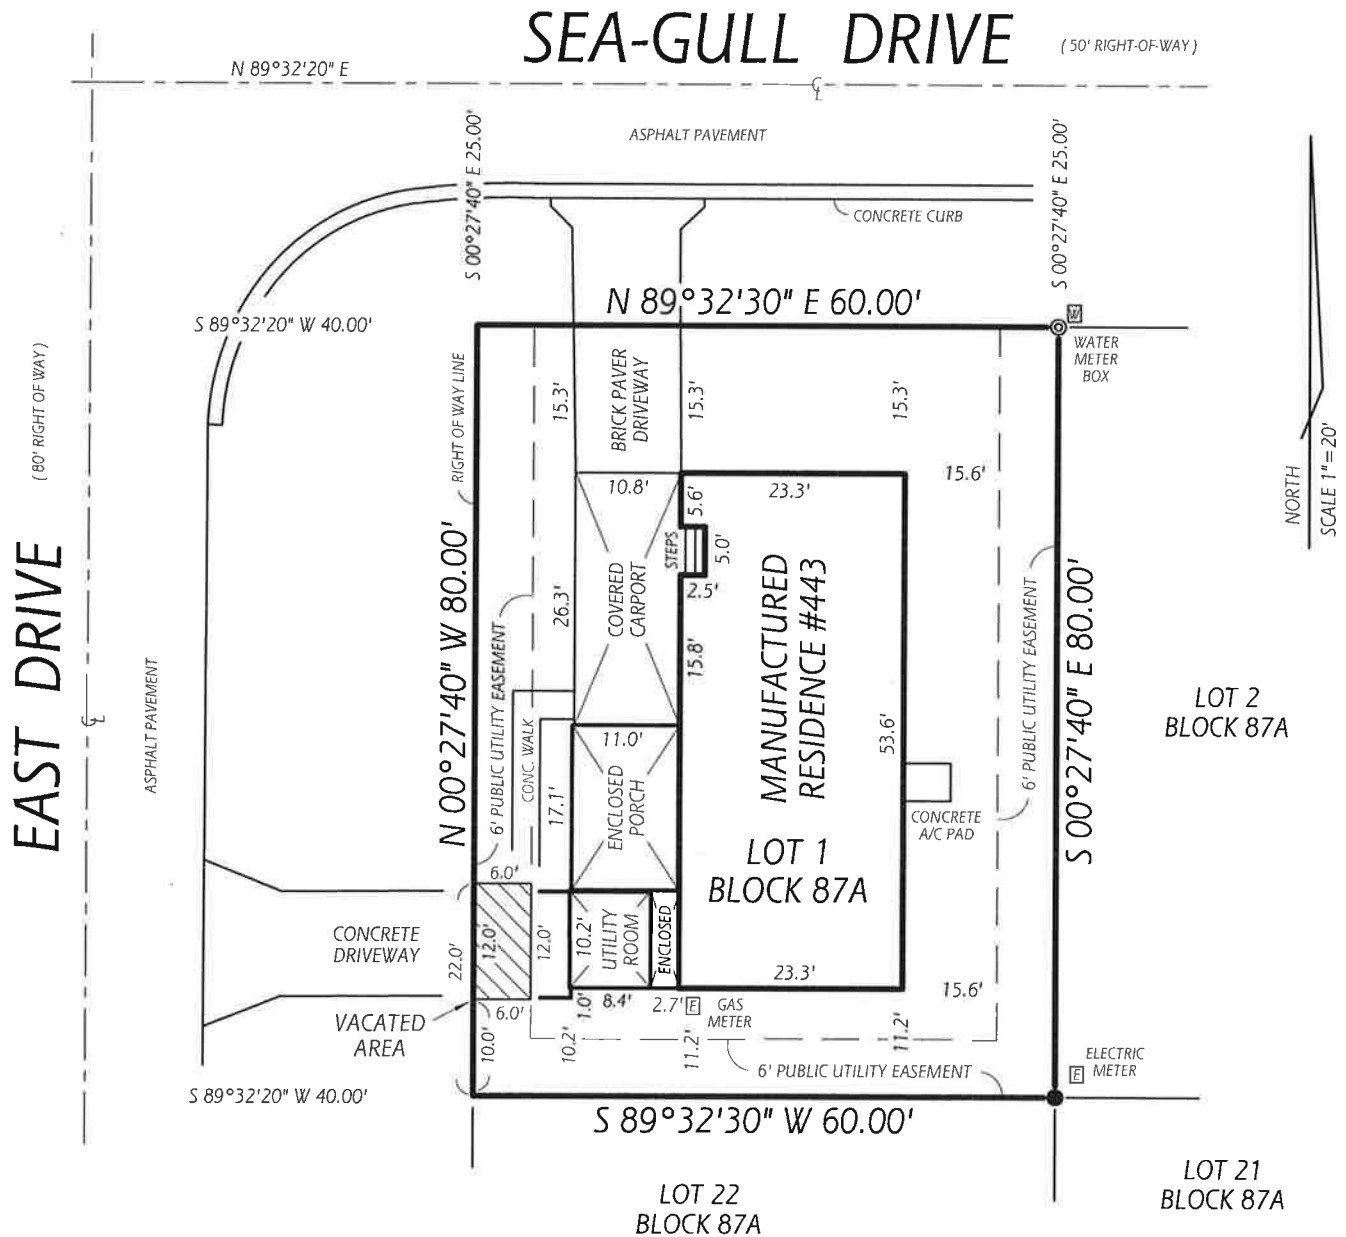 SEA-GULL DRIVE
( 50' RIGHT-OF-WAY )
N 89°32'20" E
℄
ASPHALT PAVEMENT
S 00°27'40" E 25.00'
S 00°27'40" E 25.00'
CONCRETE CURB
N 89°32'30" E 60.00'
S 89°32'20" W 40.00'
W
WATER
METER
BOX
( 80' RIGHT OF WAY )
RIGHT OF WAY LINE
15.3'
BRICK PAVER
DRIVEWAY
15.3'
15.3'
NORTH
SCALE 1" = 20'
10.8'
5.6'
23.3'
15.6'
STEPS
5.0'
2.5'
EAST DRIVE
℄
ASPHALT PAVEMENT
N 00°27'40" W 80.00'
6' PUBLIC UTILITY EASEMENT
26.3'
COVERED
CARPORT
15.8'
MANUFACTURED
RESIDENCE #443
53.6'
6' PUBLIC UTILITY EASEMENT
S 00°27'40" E 80.00'
LOT 2
BLOCK 87A
CONC. WALK
11.0'
17.1'
ENCLOSED
PORCH
CONCRETE
A/C PAD
LOT 1
BLOCK 87A
6.0'
CONCRETE
DRIVEWAY
22.0'
12.0'
12.0'
10.2'
UTILITY
ROOM
ENCLOSED
23.3'
15.6'
6.0'
1.0'
8.4'
2.7'
E
GAS
METER
VACATED
AREA
10.0'
10.2'
11.2'
11.2'
6' PUBLIC UTILITY EASEMENT
E
ELECTRIC
METER
S 89°32'20" W 40.00'
S 89°32'30" W 60.00'
LOT 22
BLOCK 87A
LOT 21
BLOCK 87A